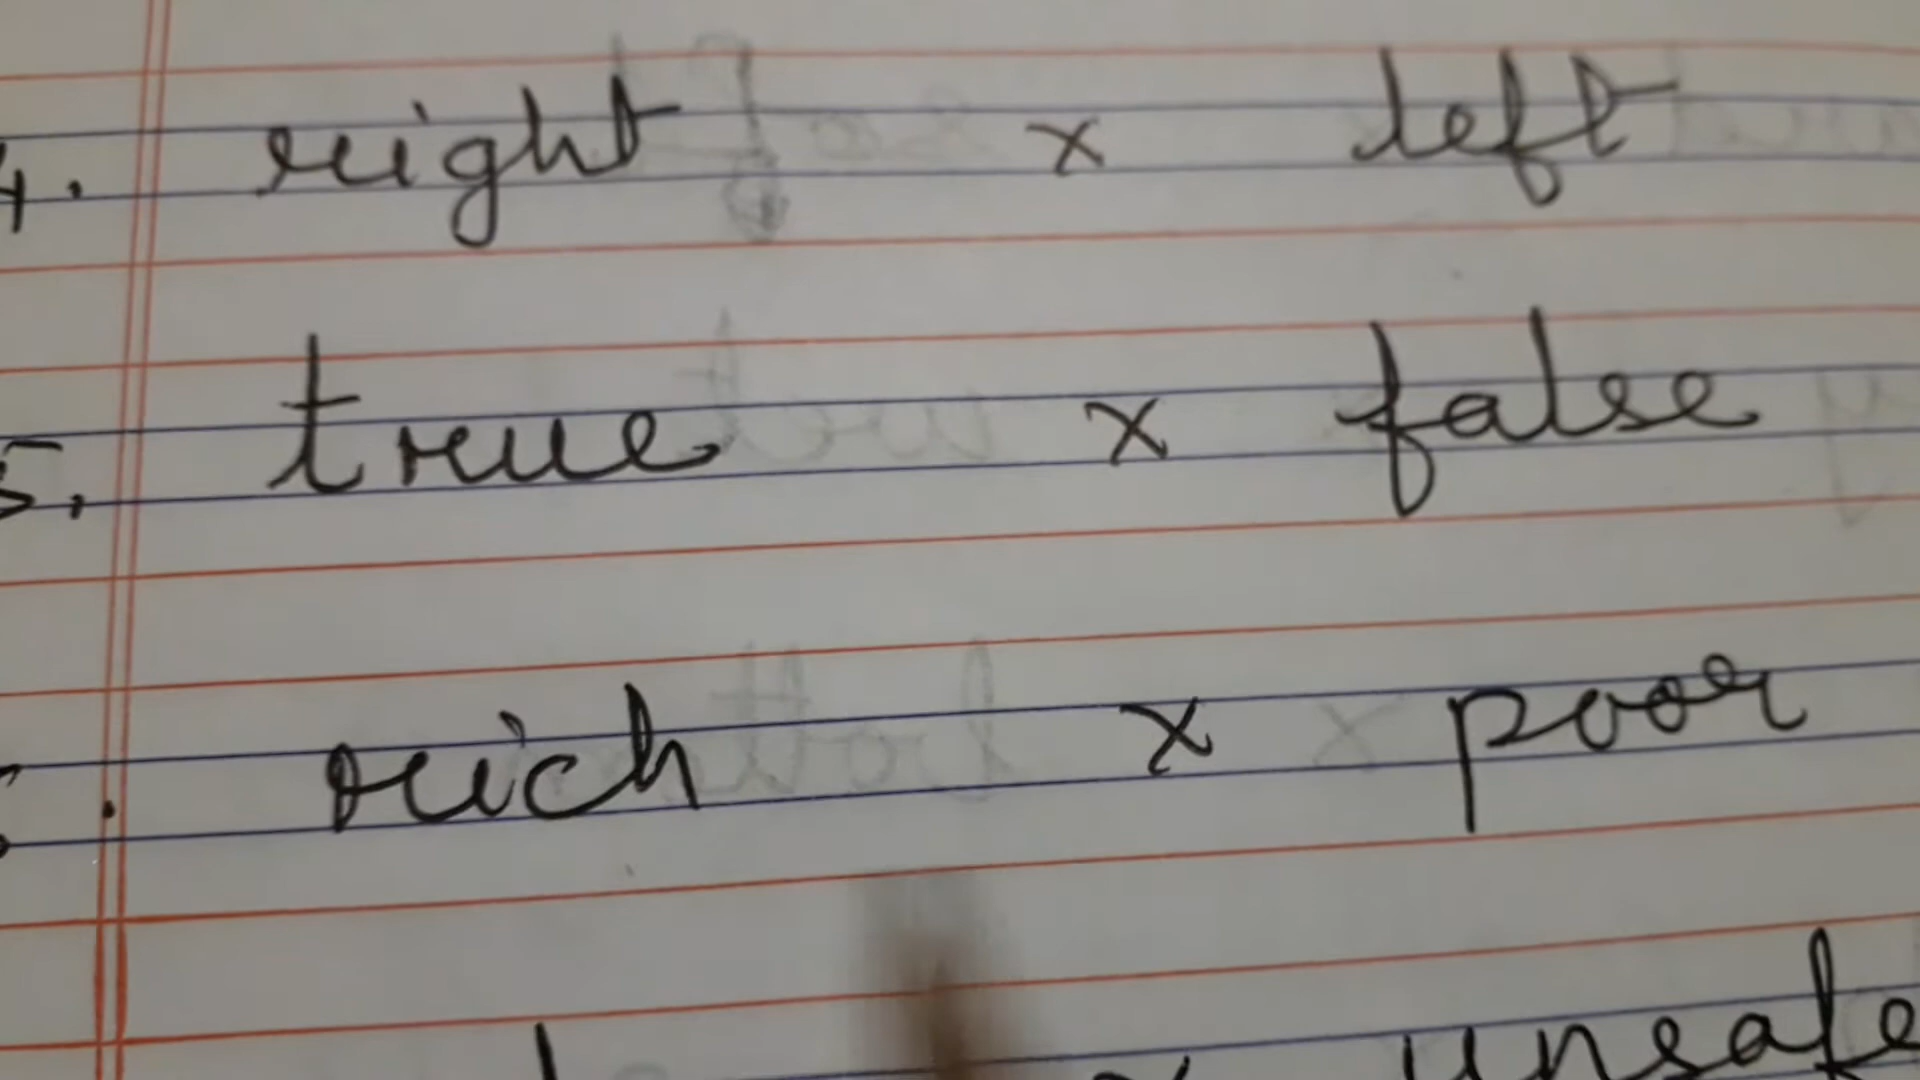 4. right x left
5. true x false
rich x poor
x unsafe